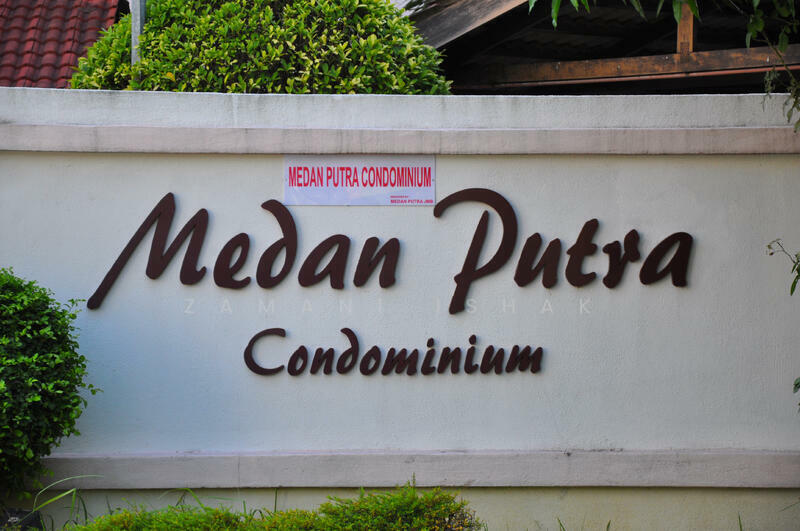 MEDAN PUTRA CONDOMINIUM
MEDAN PUTRA JMB
Medan Putra
ZAMANI ISHAK
Condominium